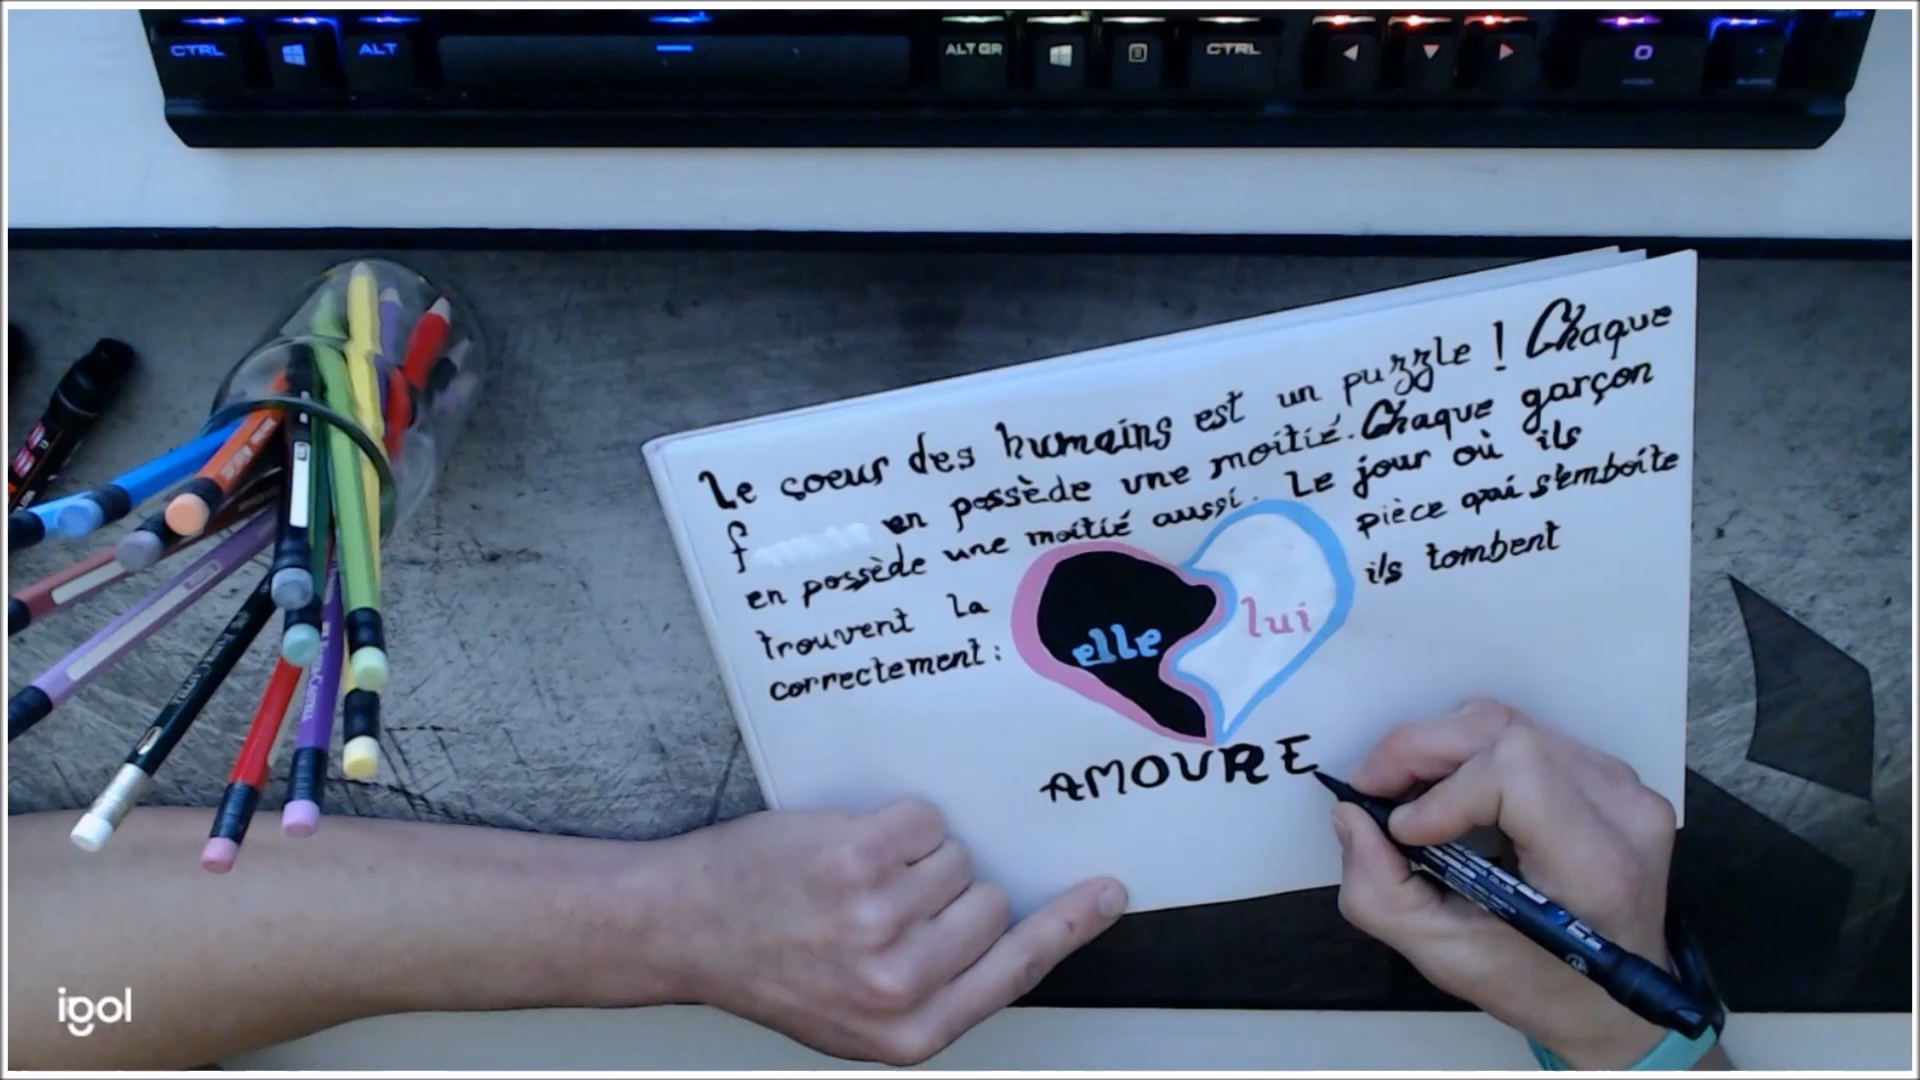 CTRL ALT ALT GR CTRL
Le coeur des humains est un puzzle ! Chaque
f en possède une moitié. Chaque garçon
en possède une moitié aussi. Le jour où ils
trouvent la pièce qui s'emboîte
correctement : ils tombent
elle lui
AMOURE
igol